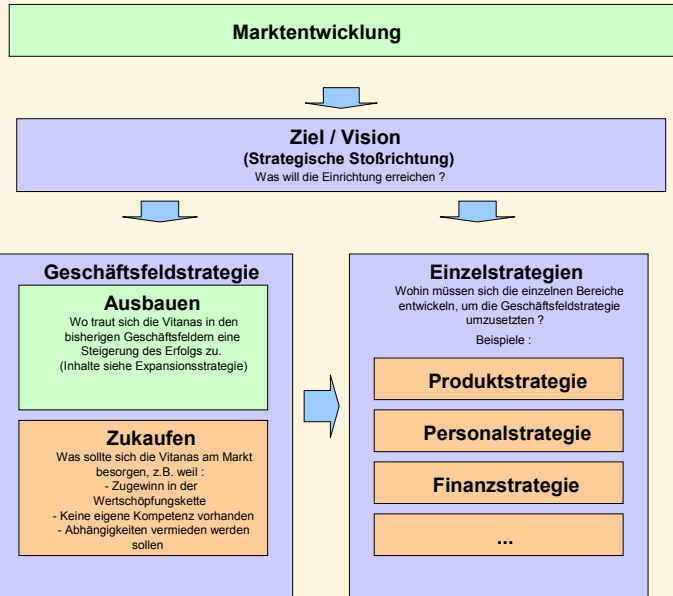 Marktentwicklung
Ziel / Vision
(Strategische Stoßrichtung)
Was will die Einrichtung erreichen ?
Geschäftsfeldstrategie
Ausbauen
Wo traut sich die Vitanas in den
bisherigen Geschäftsfeldern eine
Steigerung des Erfolgs zu.
(Inhalte siehe Expansionsstrategie)
Zukaufen
Was sollte sich die Vitanas am Markt
besorgen, z.B. weil :
- Zugewinn in der
Wertschöpfungskette
- Keine eigene Kompetenz vorhanden
- Abhängigkeiten vermieden werden
sollen
Einzelstrategien
Wohin müssen sich die einzelnen Bereiche
entwickeln, um die Geschäftsfeldstrategie
umzusetzten ?
Beispiele :
Produktstrategie
Personalstrategie
Finanzstrategie
...